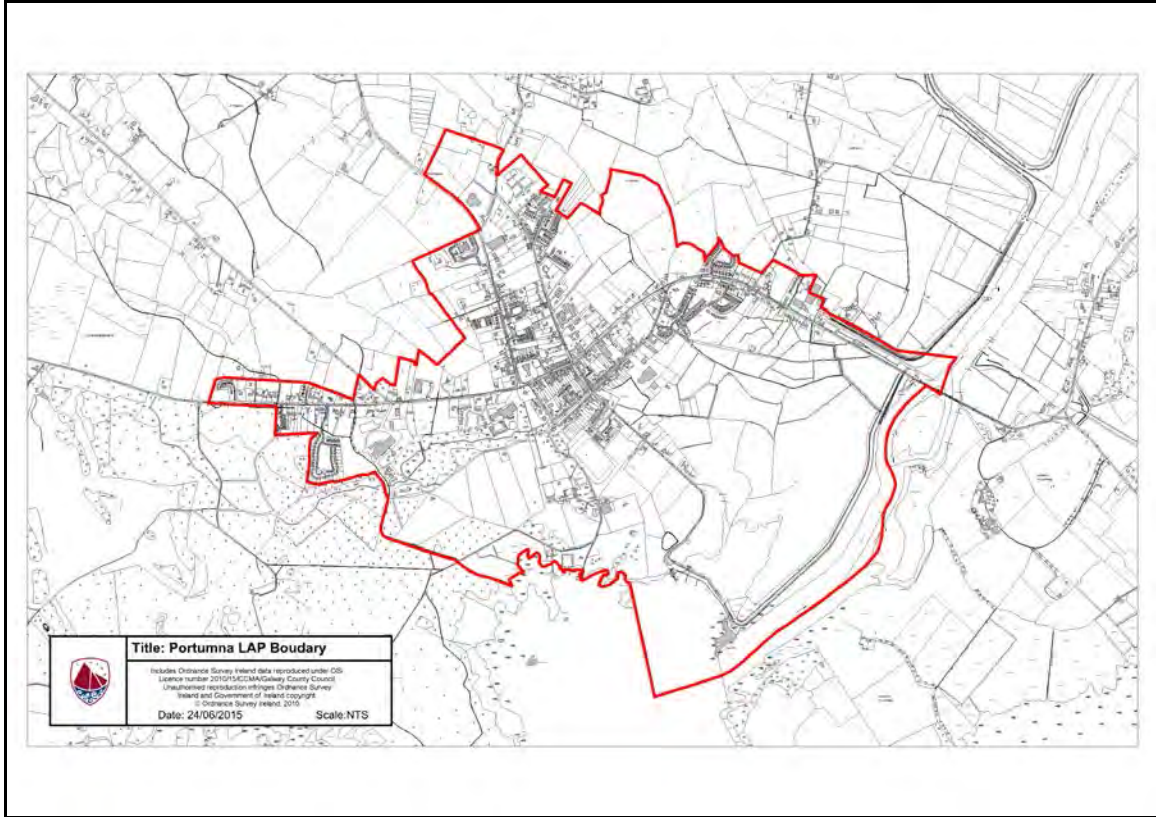 Title: Portumna LAP Boudary
Includes Ordnance Survey Ireland data reproduced under OSi
Licence number 2010/15/CCMA/Galway County Council
Unauthorised reproduction infringes Ordnance Survey
Ireland and Government of Ireland copyright
© Ordnance Survey Ireland, 2010
Date: 24/06/2015
Scale:NTS